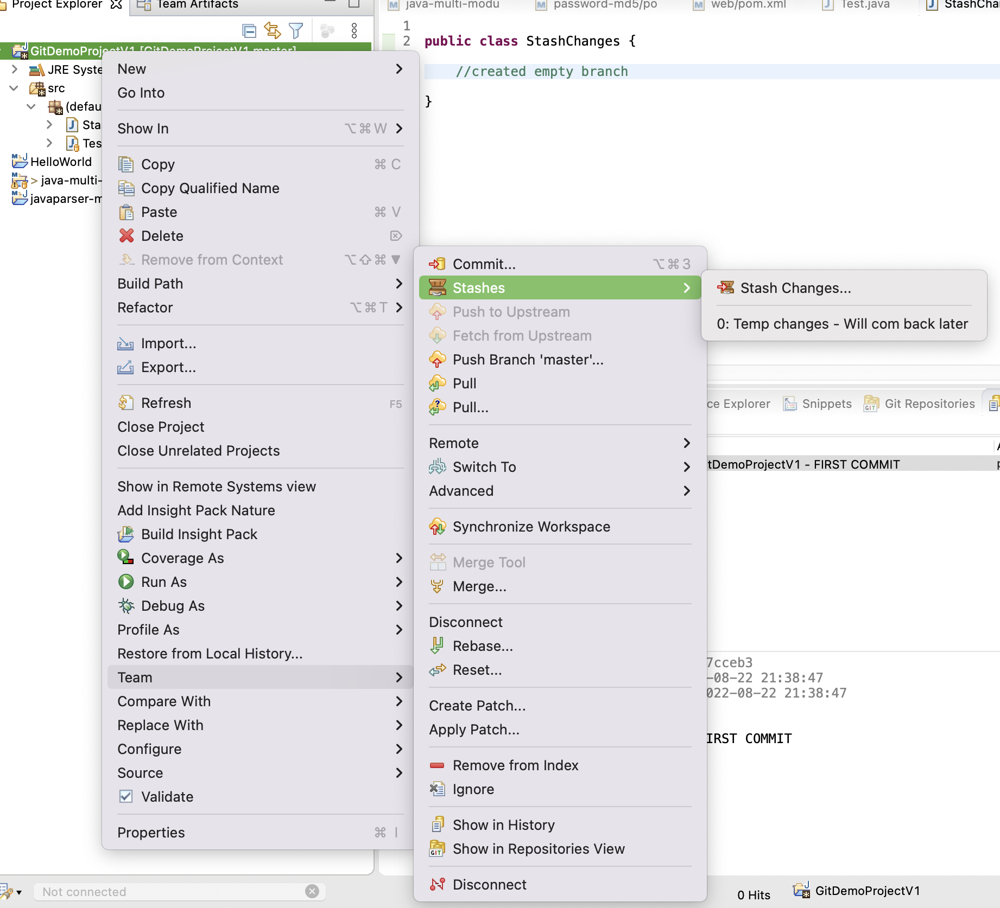 Project Explorer
Team Artifacts
java-multi-modu
password-md5/po
web/pom.xml
Test.java
StashCha
GitDemoProjectV1 [GitDemoProjectV1 master]
JRE Syste
src
(defau
Sta
Tes
HelloWorld
> java-multi-
javaparser-m
1
2 public class StashChanges {
//created empty branch
}
New
Go Into
Show In ⌥⌘W
Copy ⌘ C
Copy Qualified Name
Paste ⌘ V
Delete ⌦
Remove from Context ⌥⇧⌘▼
Build Path
Refactor ⌥⌘T
Import...
Export...
Refresh F5
Close Project
Close Unrelated Projects
Show in Remote Systems view
Add Insight Pack Nature
Build Insight Pack
Coverage As
Run As
Debug As
Profile As
Restore from Local History...
Team
Compare With
Replace With
Configure
Source
Validate
Properties ⌘ I
Commit... ⌥⌘3
Stashes
Push to Upstream
Fetch from Upstream
Push Branch 'master'...
Pull
Pull...
Remote
Switch To
Advanced
Synchronize Workspace
Merge Tool
Merge...
Disconnect
Rebase...
Reset...
Create Patch...
Apply Patch...
Remove from Index
Ignore
Show in History
Show in Repositories View
Disconnect
Stash Changes...
0: Temp changes - Will com back later
ce Explorer
Snippets
Git Repositories
tDemoProjectV1 - FIRST COMMIT
7cceb3
-08-22 21:38:47
022-08-22 21:38:47
IRST COMMIT
Not connected
0 Hits
GitDemoProjectV1